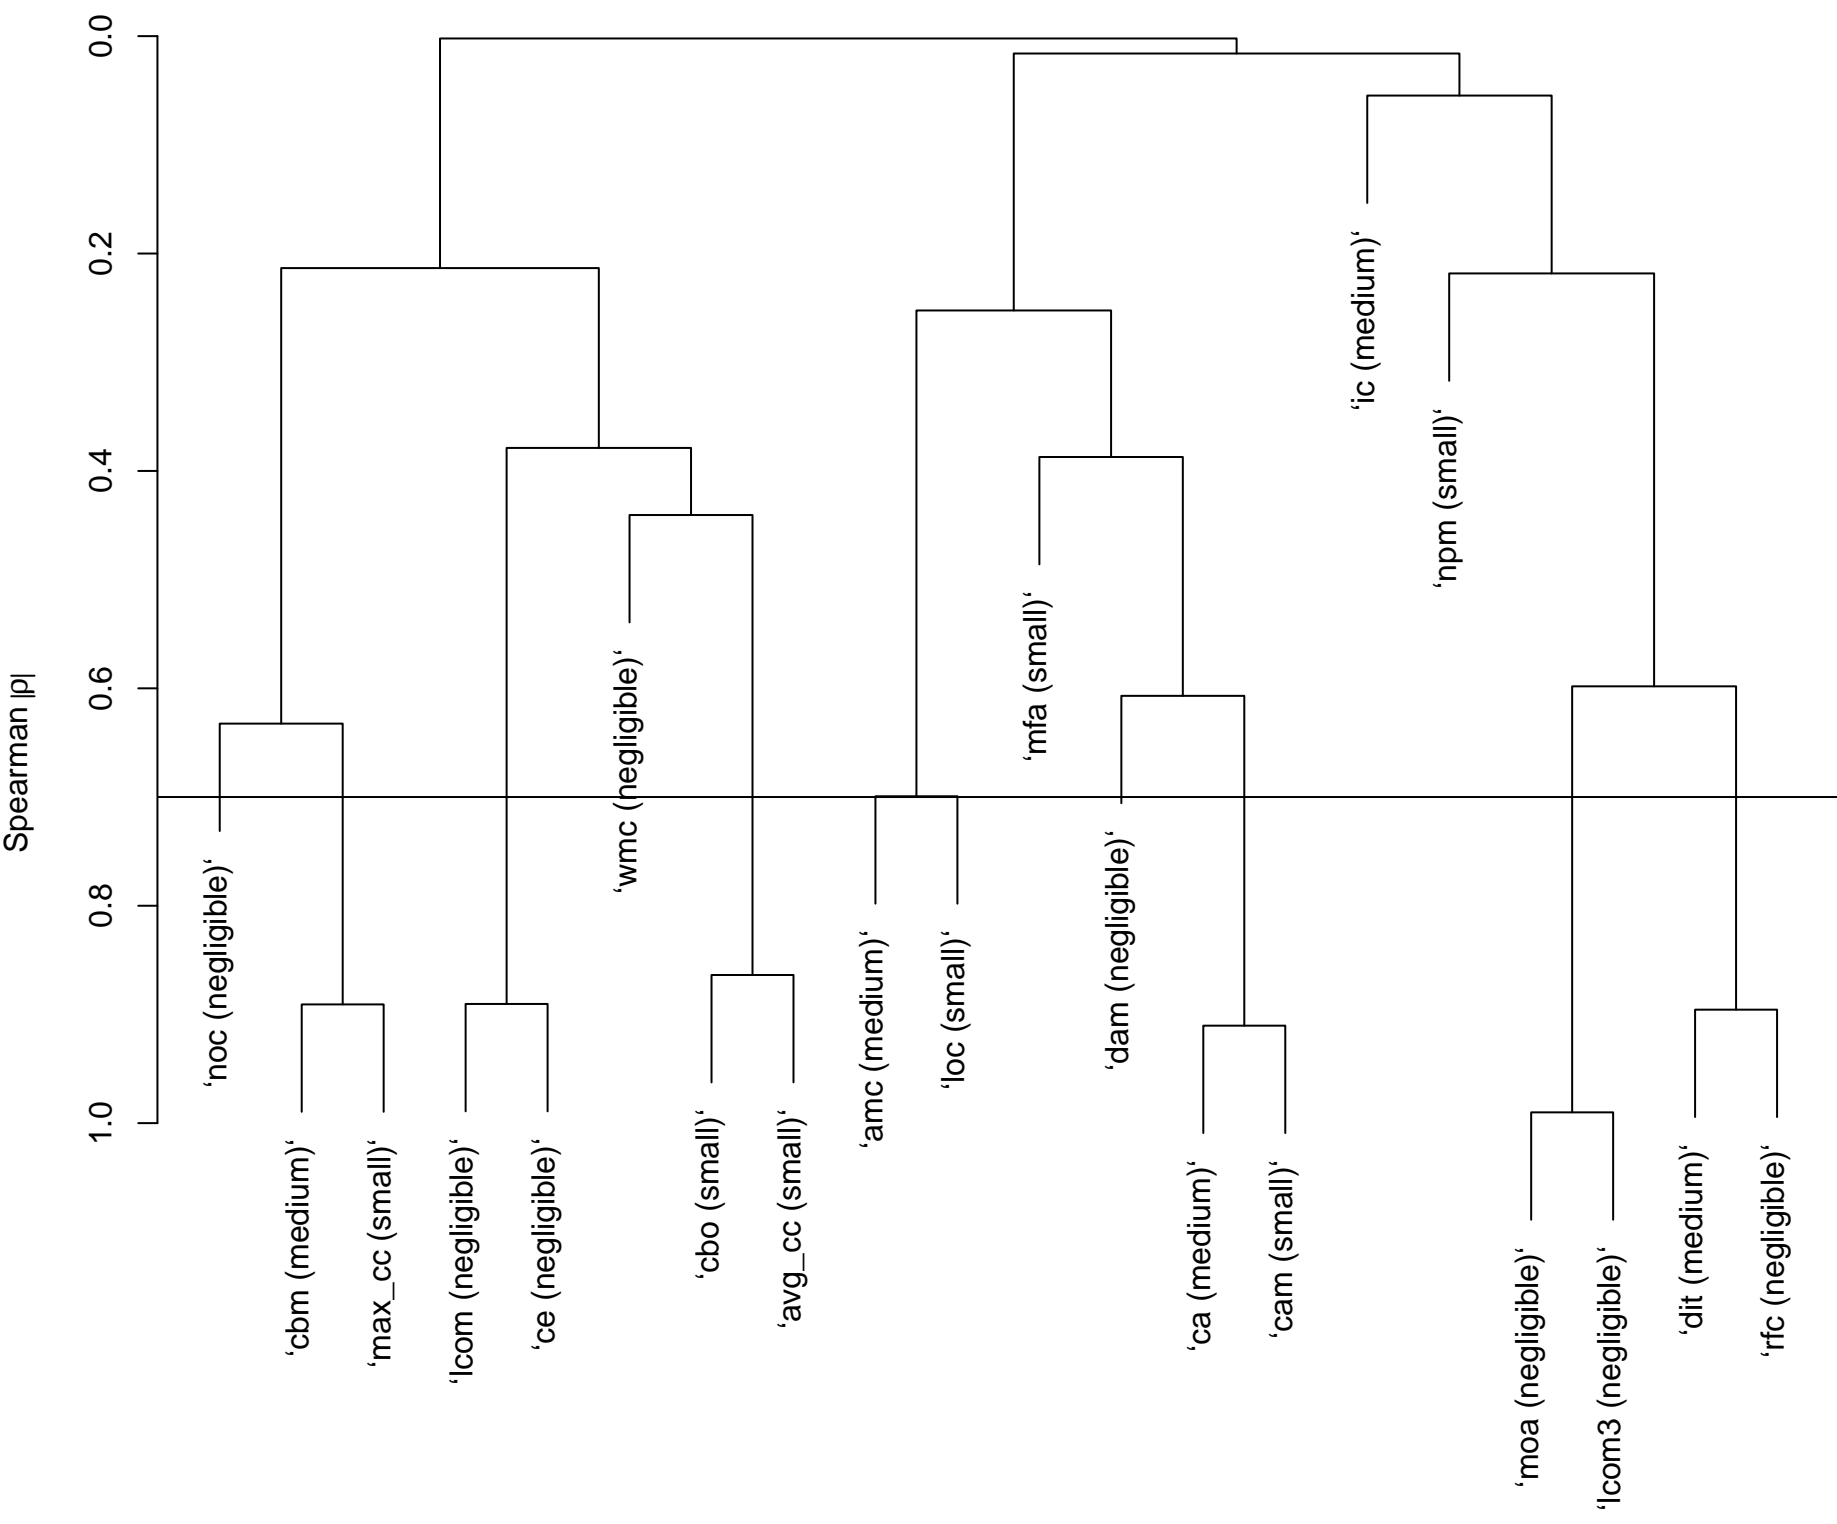 Spearman |ρ|
0.0
0.2
0.4
0.6
0.8
1.0
‘noc (negligible)‘
‘cbm (medium)‘
‘max_cc (small)‘
‘lcom (negligible)‘
‘ce (negligible)‘
‘wmc (negligible)‘
‘cbo (small)‘
‘avg_cc (small)‘
‘amc (medium)‘
‘loc (small)‘
‘mfa (small)‘
‘dam (negligible)‘
‘ca (medium)‘
‘cam (small)‘
‘ic (medium)‘
‘npm (small)‘
‘moa (negligible)‘
‘lcom3 (negligible)‘
‘dit (medium)‘
‘rfc (negligible)‘